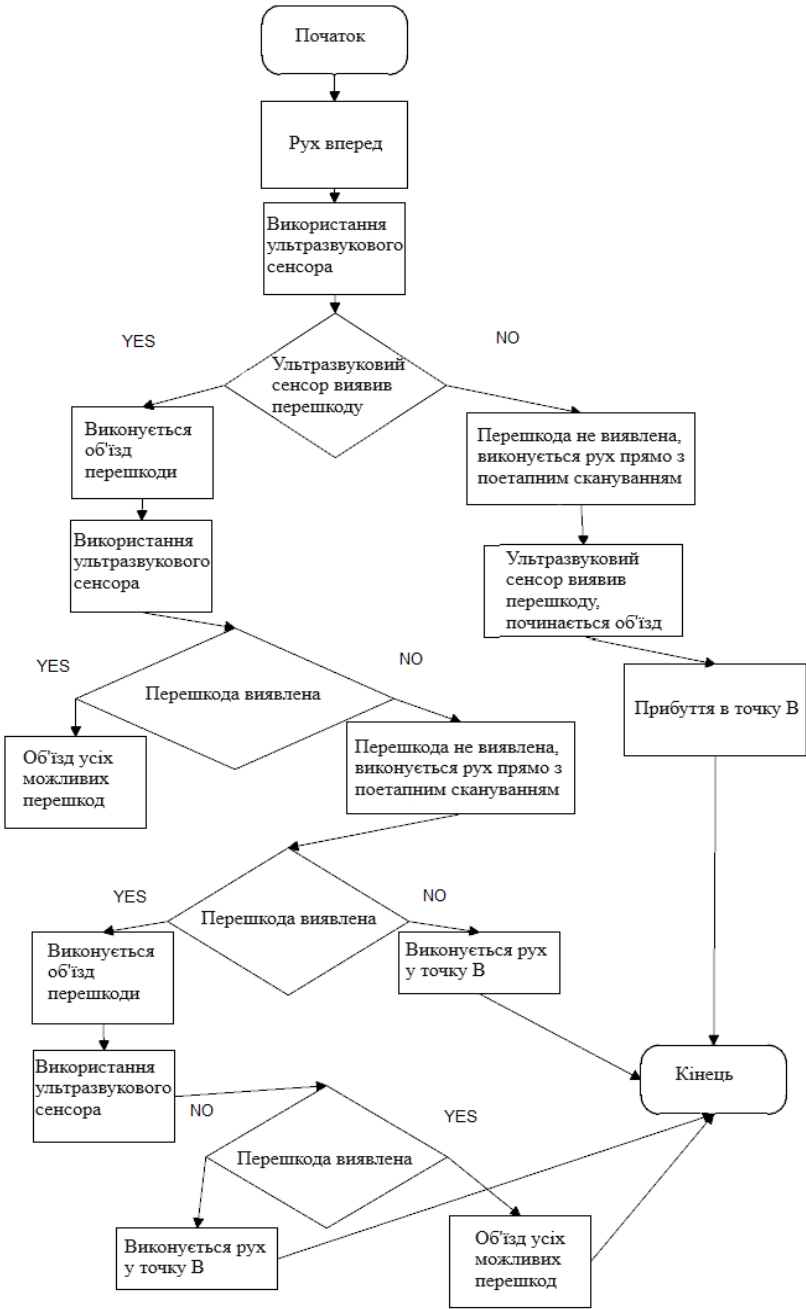 Початок
Рух вперед
Використання
ультразвукового
сенсора
YES
NO
Ультразвуковий
сенсор виявив
перешкоду
Виконується
об'їзд
перешкоди
Перешкода не виявлена,
виконується рух прямо з
поетапним скануванням
Використання
ультразвукового
сенсора
Ультразвуковий
сенсор виявив
перешкоду,
починається об'їзд
YES
NO
Перешкода виявлена
Прибуття в точку В
Об'їзд усіх
можливих
перешкод
Перешкода не виявлена,
виконується рух прямо з
поетапним скануванням
YES
NO
Перешкода виявлена
Виконується
об'їзд
перешкоди
Виконується рух
у точку В
Використання
ультразвукового
сенсора
Кінець
NO
YES
Перешкода виявлена
Виконується рух
у точку В
Об'їзд усіх
можливих
перешкод